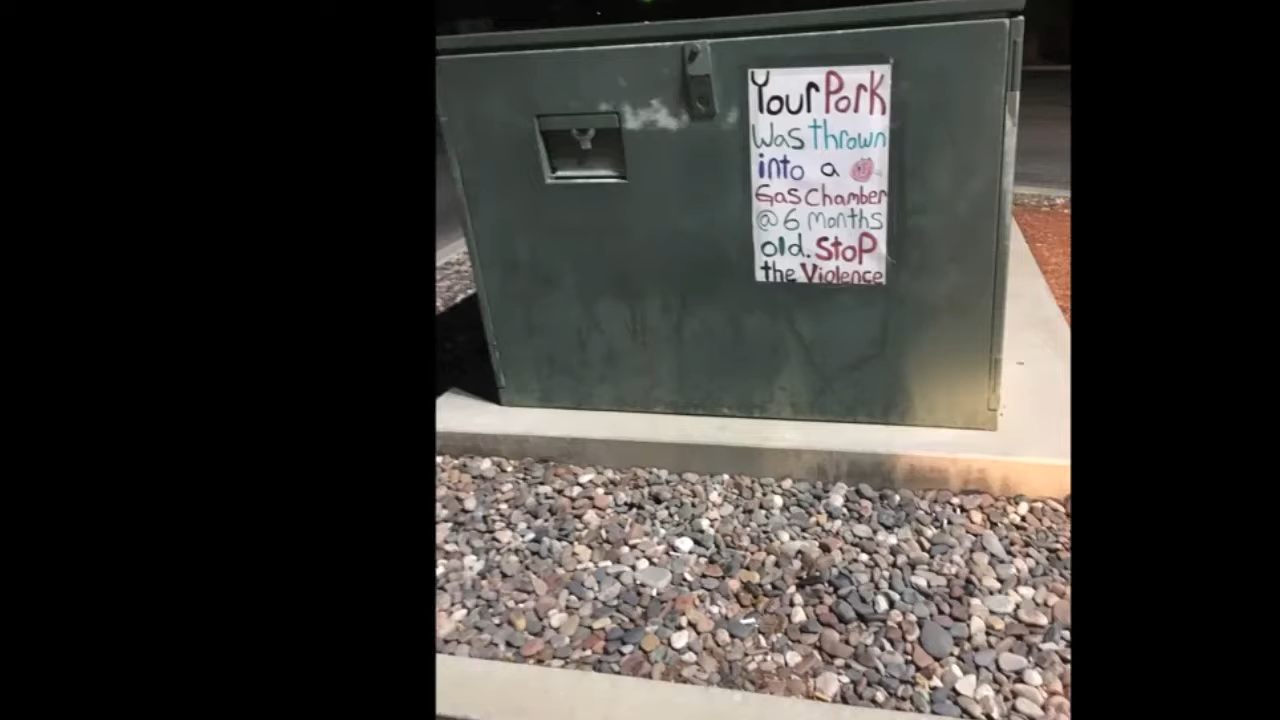 Your Pork
Was thrown
into a
Gas Chamber
@ 6 Months
old. StoP
the Violence